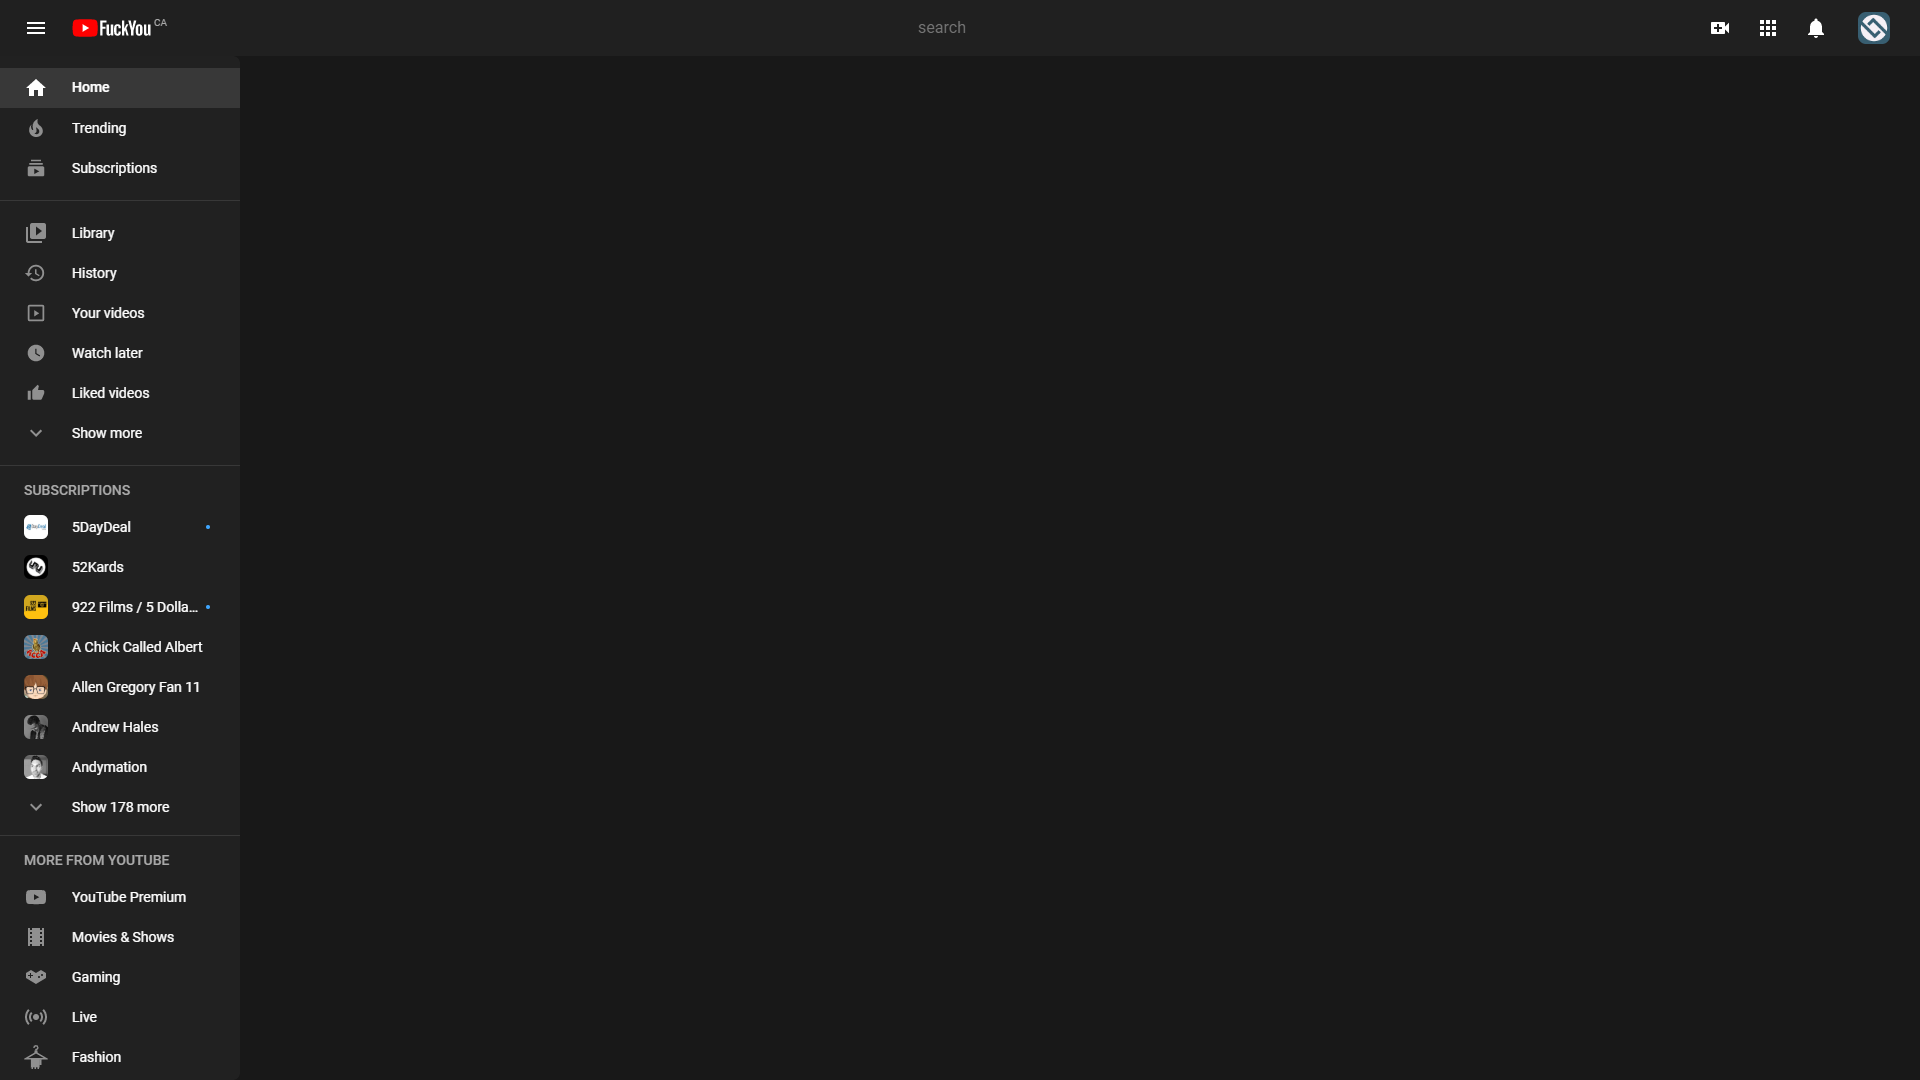 FuckYou CA
search
Home
Trending
Subscriptions
Library
History
Your videos
Watch later
Liked videos
Show more
SUBSCRIPTIONS
5DayDeal
52Kards
922 Films / 5 Dolla...
A Chick Called Albert
Allen Gregory Fan 11
Andrew Hales
Andymation
Show 178 more
MORE FROM YOUTUBE
YouTube Premium
Movies & Shows
Gaming
Live
Fashion